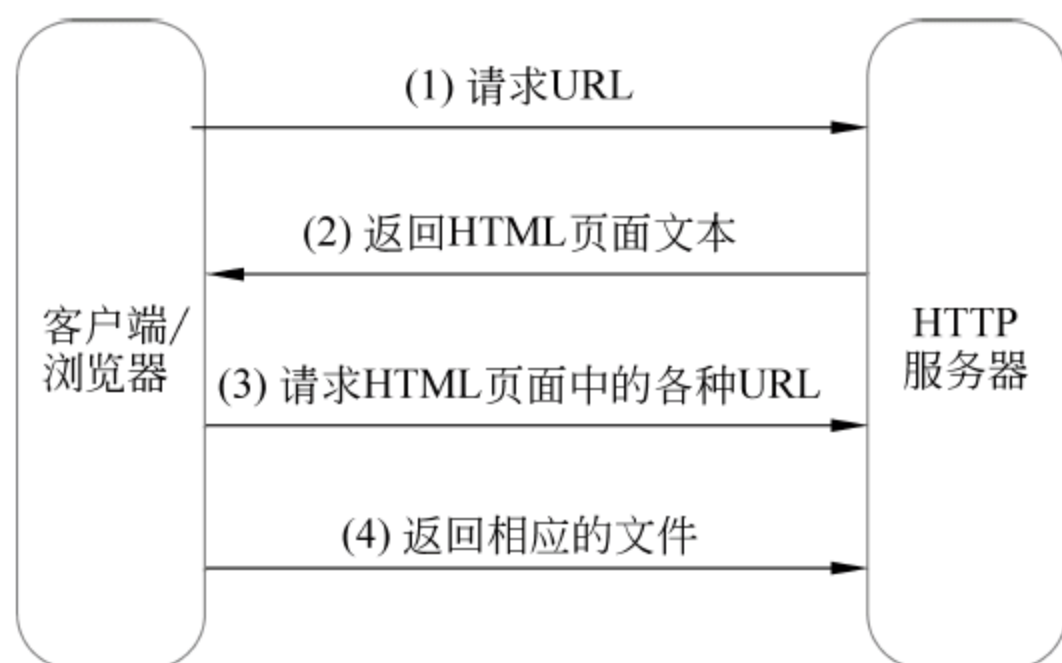 (1) 请求URL
(2) 返回HTML页面文本
客户端/
浏览器
HTTP
服务器
(3) 请求HTML页面中的各种URL
(4) 返回相应的文件